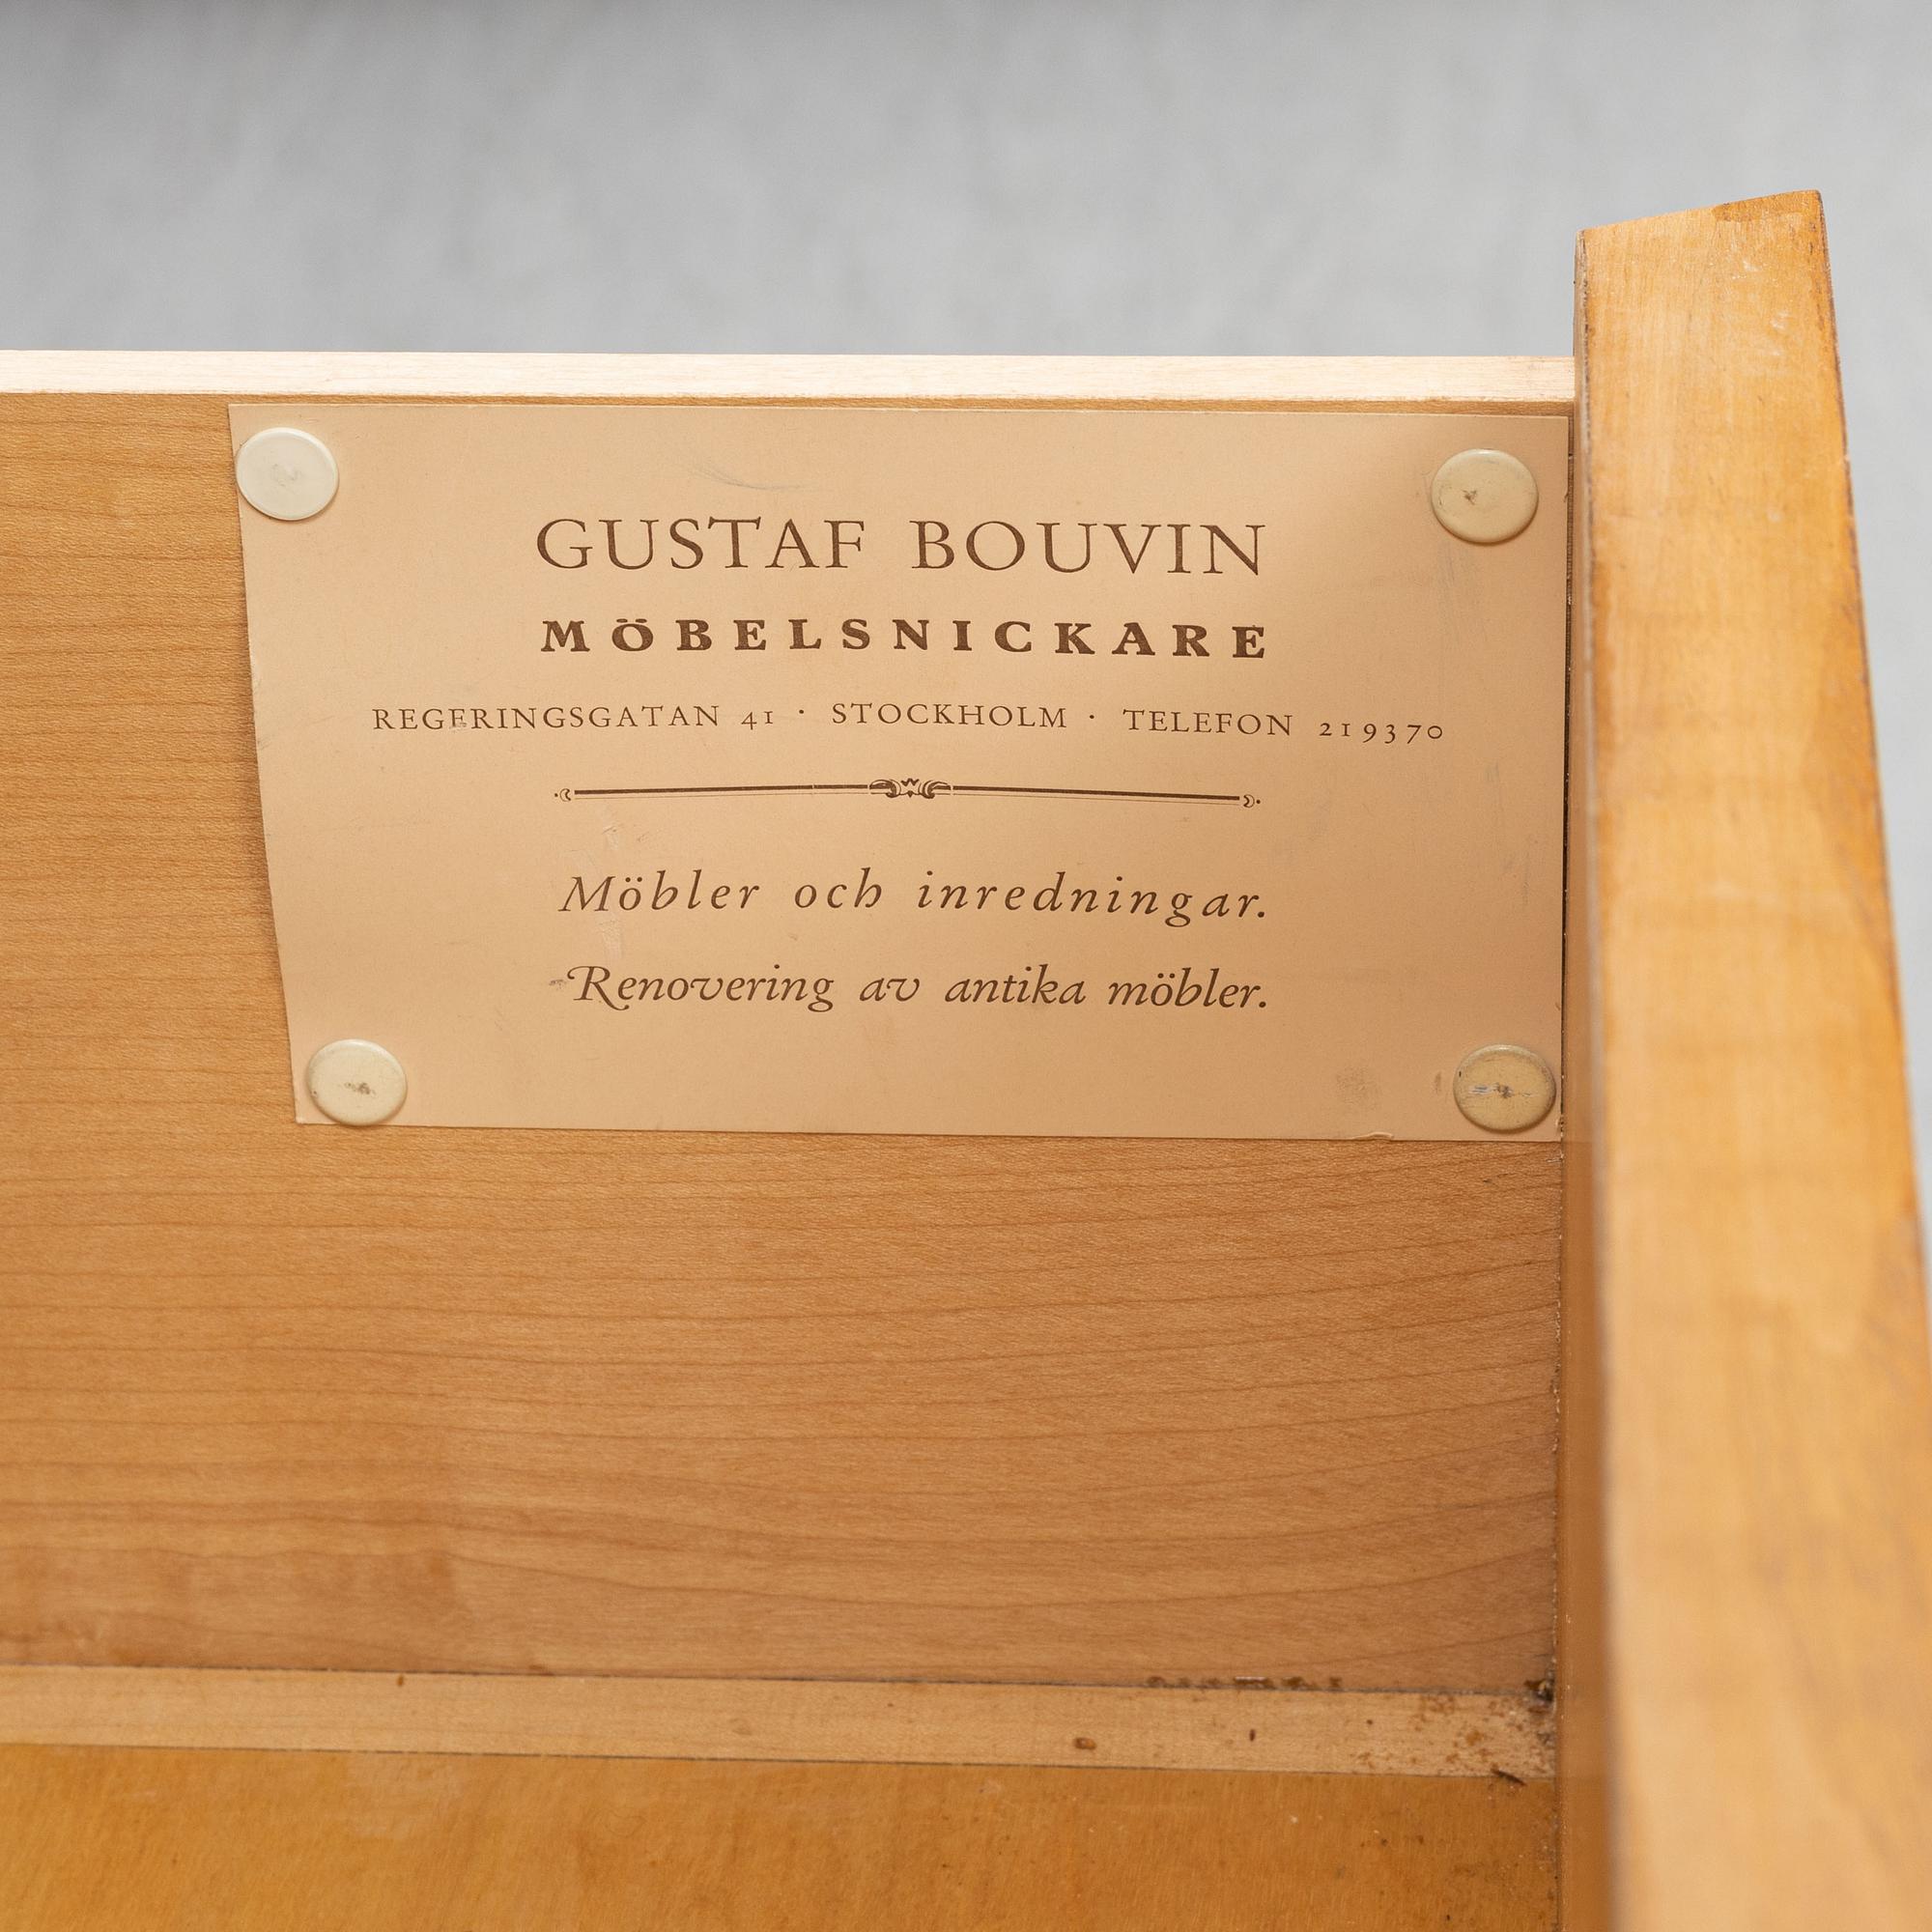 GUSTAF BOUVIN
MÖBELSNICKARE
REGERINGSGATAN 41 · STOCKHOLM · TELEFON 219370
Möbler och inredningar.
Renovering av antika möbler.